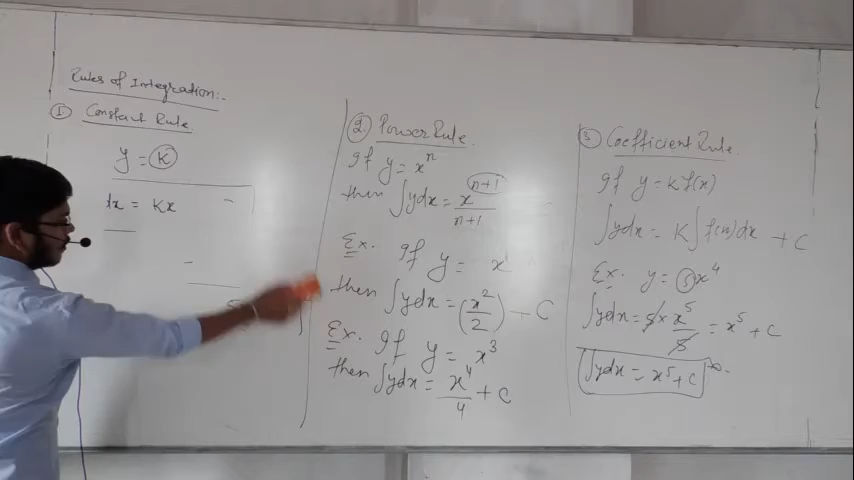 Rules of Integration:-
① Constant Rule
y = K
dx = Kx
② Power Rule
If y = xⁿ
then ∫ydx = xⁿ⁺¹/n+1
Ex. If y = x
then ∫ydx = (x²/2) + C
Ex. If y = x³
then ∫ydx = x⁴/4 + C
③ Coefficient Rule.
If y = K f(x)
∫ydx = K∫f(x)dx + C
Ex. y = 5x⁴
∫ydx = 5 × x⁵/5 = x⁵ + C
∫ydx = x⁵ + C